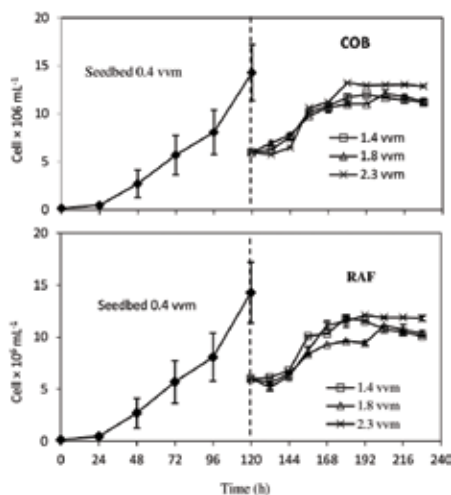 20
15
10
5
0
Cell × 106 mL⁻¹
Seedbed 0.4 vvm
COB
1.4 vvm
1.8 vvm
2.3 vvm
20
15
10
5
0
Cell × 10⁶ mL⁻¹
Seedbed 0.4 vvm
RAF
1.4 vvm
1.8 vvm
2.3 vvm
0 24 48 72 96 120 144 168 192 216 240
Time (h)